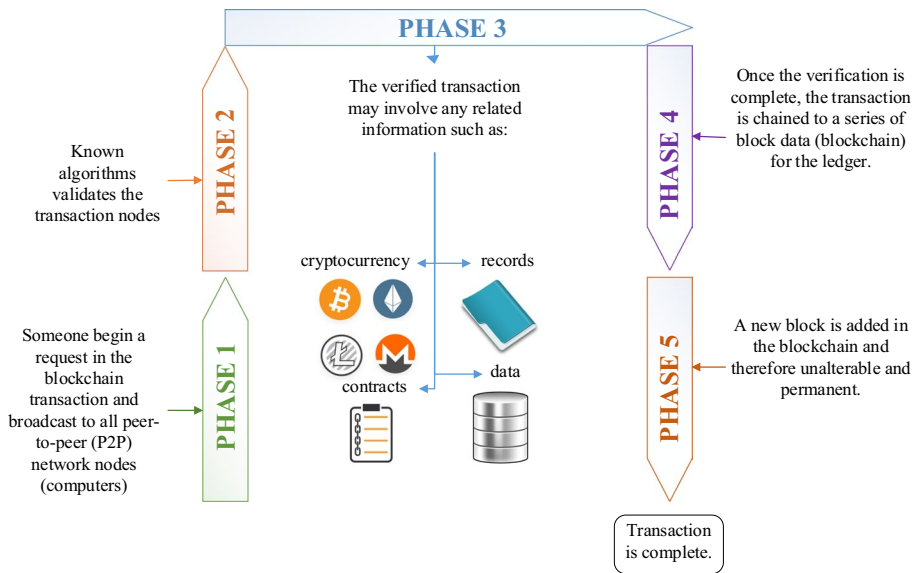 PHASE 1
Someone begin a
request in the
blockchain
transaction and
broadcast to all peer-
to-peer (P2P)
network nodes
(computers)
PHASE 2
Known
algorithms
validates the
transaction nodes
PHASE 3
The verified transaction
may involve any related
information such as:
cryptocurrency
records
contracts
data
PHASE 4
Once the verification is
complete, the transaction
is chained to a series of
block data (blockchain)
for the ledger.
PHASE 5
A new block is added in
the blockchain and
therefore unalterable and
permanent.
Transaction
is complete.